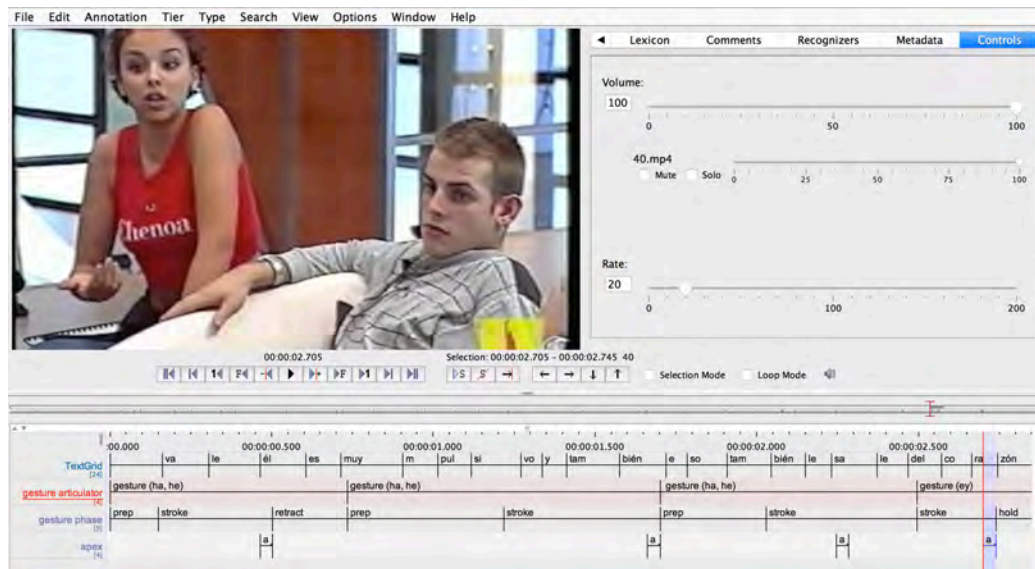 File Edit Annotation Tier Type Search View Options Window Help
Lexicon Comments Recognizers Metadata Controls
Chenoa
Volume:
100
0 50 100
40.mp4
Mute Solo
0 25 50 75 100
Rate:
20
0 100 200
00:00:02.705 Selection: 00:00:02.705 - 00:00:02.745 40
1 F F 1 S S Selection Mode Loop Mode
:00.000 00:00:00.500 00:00:01.000 00:00:01.500 00:00:02.000 00:00:02.500
TextGrid va le él es muy m pul si vo y tam bién e so tam bién le sa le del co ra zón
[24]
gesture articulator gesture (ha, he) gesture (ha, he) gesture (ha, he) gesture (ey)
[4]
gesture phase prep stroke retract prep stroke prep stroke stroke hold
apex a a a a
[4]